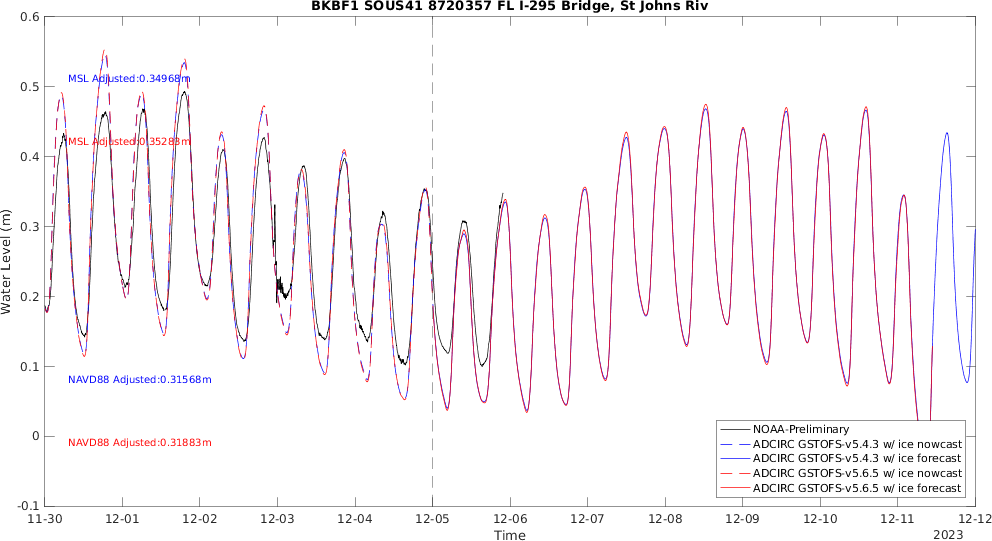 BKBF1 SOUS41 8720357 FL I-295 Bridge, St Johns Riv
0.6
0.5
0.4
0.3
0.2
0.1
0
-0.1
Water Level (m)
MSL Adjusted:0.34968m
MSL Adjusted:0.35283m
NAVD88 Adjusted:0.31568m
NAVD88 Adjusted:0.31883m
NOAA-Preliminary
ADCIRC GSTOFS-v5.4.3 w/ ice nowcast
ADCIRC GSTOFS-v5.4.3 w/ ice forecast
ADCIRC GSTOFS-v5.6.5 w/ ice nowcast
ADCIRC GSTOFS-v5.6.5 w/ ice forecast
11-30 12-01 12-02 12-03 12-04 12-05 12-06 12-07 12-08 12-09 12-10 12-11 12-12
Time
2023